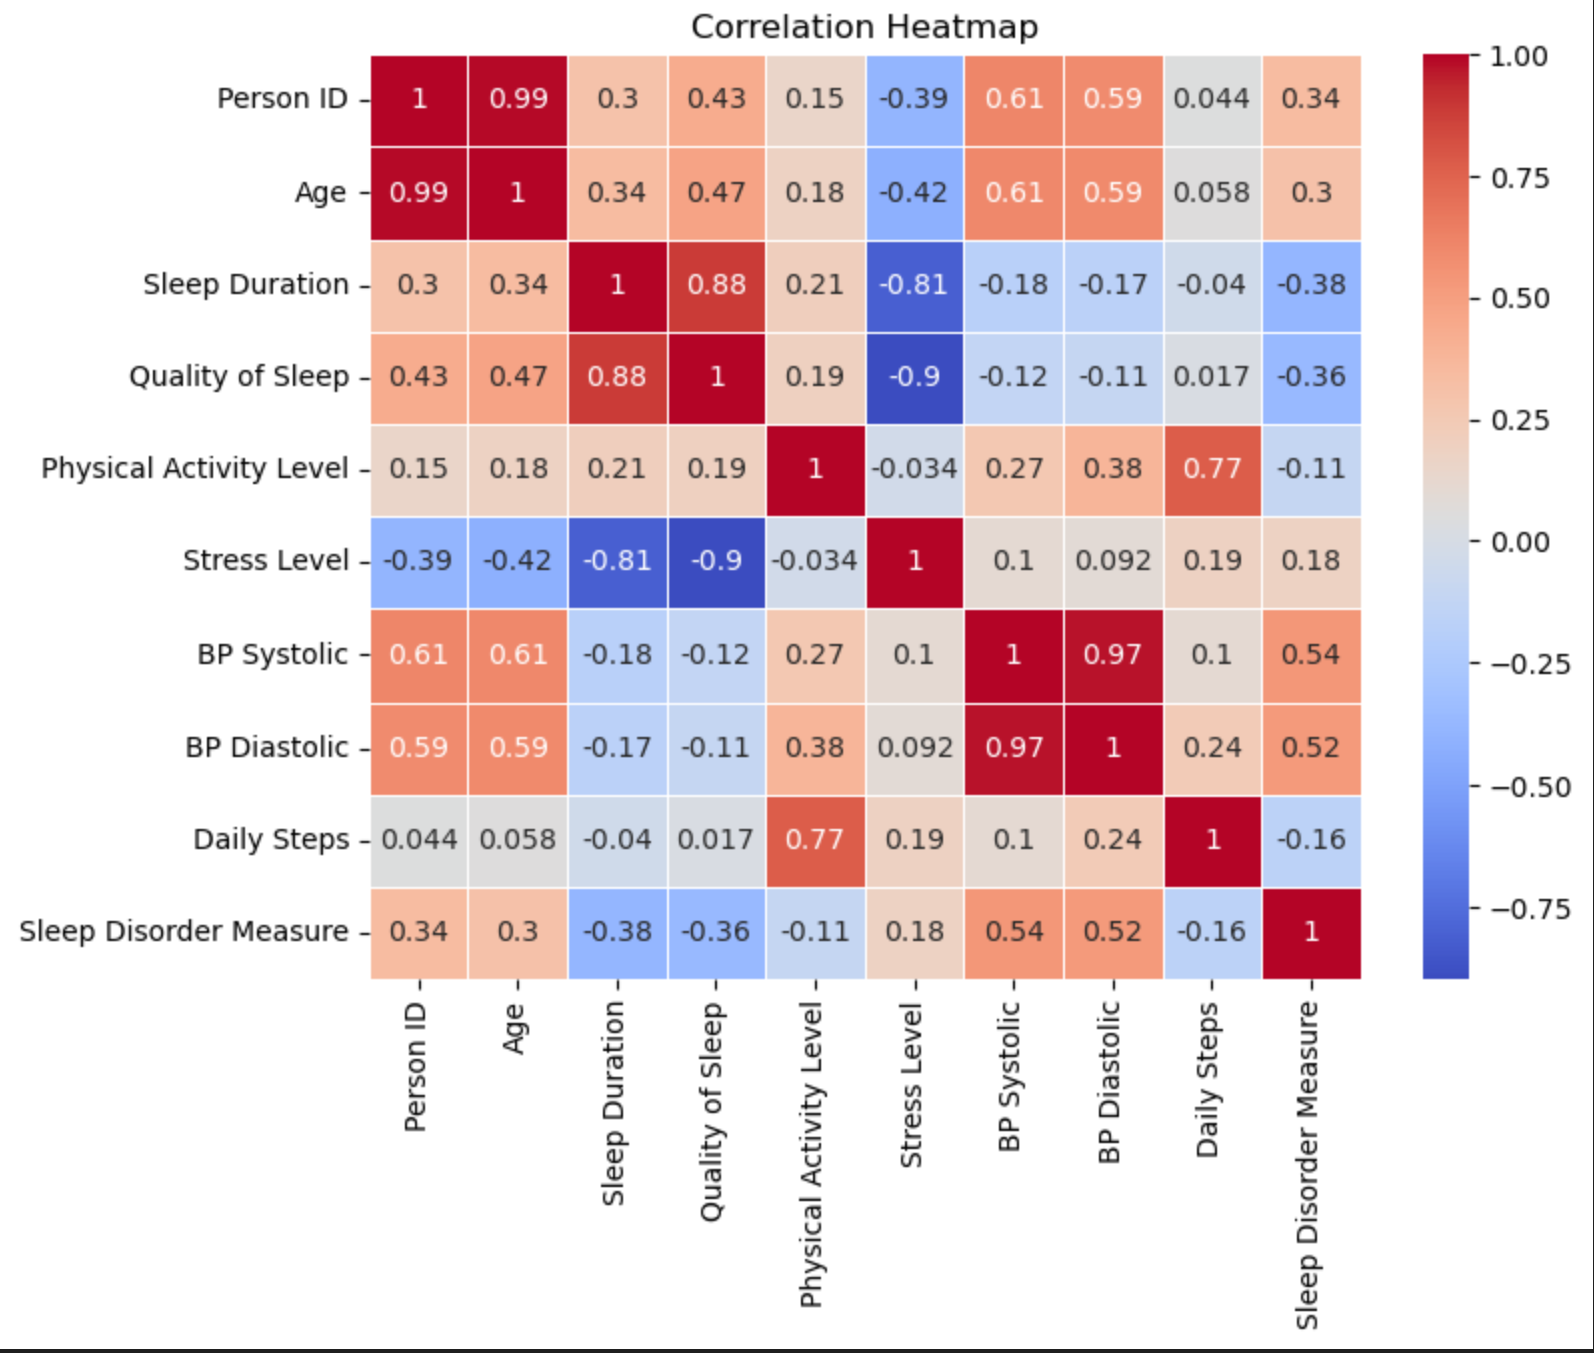 Correlation Heatmap
Person ID 1 0.99 0.3 0.43 0.15 -0.39 0.61 0.59 0.044 0.34
Age 0.99 1 0.34 0.47 0.18 -0.42 0.61 0.59 0.058 0.3
Sleep Duration 0.3 0.34 1 0.88 0.21 -0.81 -0.18 -0.17 -0.04 -0.38
Quality of Sleep 0.43 0.47 0.88 1 0.19 -0.9 -0.12 -0.11 0.017 -0.36
Physical Activity Level 0.15 0.18 0.21 0.19 1 -0.034 0.27 0.38 0.77 -0.11
Stress Level -0.39 -0.42 -0.81 -0.9 -0.034 1 0.1 0.092 0.19 0.18
BP Systolic 0.61 0.61 -0.18 -0.12 0.27 0.1 1 0.97 0.1 0.54
BP Diastolic 0.59 0.59 -0.17 -0.11 0.38 0.092 0.97 1 0.24 0.52
Daily Steps 0.044 0.058 -0.04 0.017 0.77 0.19 0.1 0.24 1 -0.16
Sleep Disorder Measure 0.34 0.3 -0.38 -0.36 -0.11 0.18 0.54 0.52 -0.16 1
Person ID
Age
Sleep Duration
Quality of Sleep
Physical Activity Level
Stress Level
BP Systolic
BP Diastolic
Daily Steps
Sleep Disorder Measure
1.00
0.75
0.50
0.25
0.00
−0.25
−0.50
−0.75